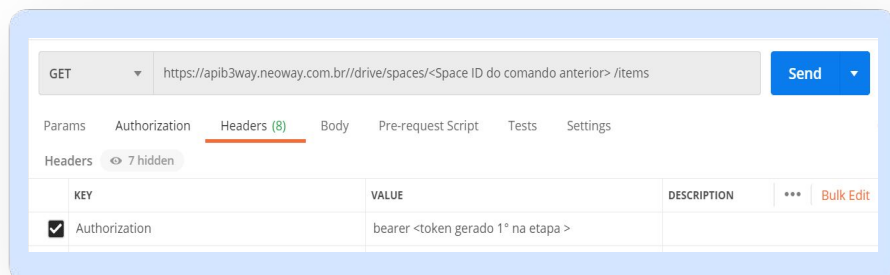 GET https://apib3way.neoway.com.br//drive/spaces/<Space ID do comando anterior> /items Send
Params Authorization Headers (8) Body Pre-request Script Tests Settings
Headers 7 hidden
KEY VALUE DESCRIPTION ••• Bulk Edit
Authorization bearer <token gerado 1° na etapa >